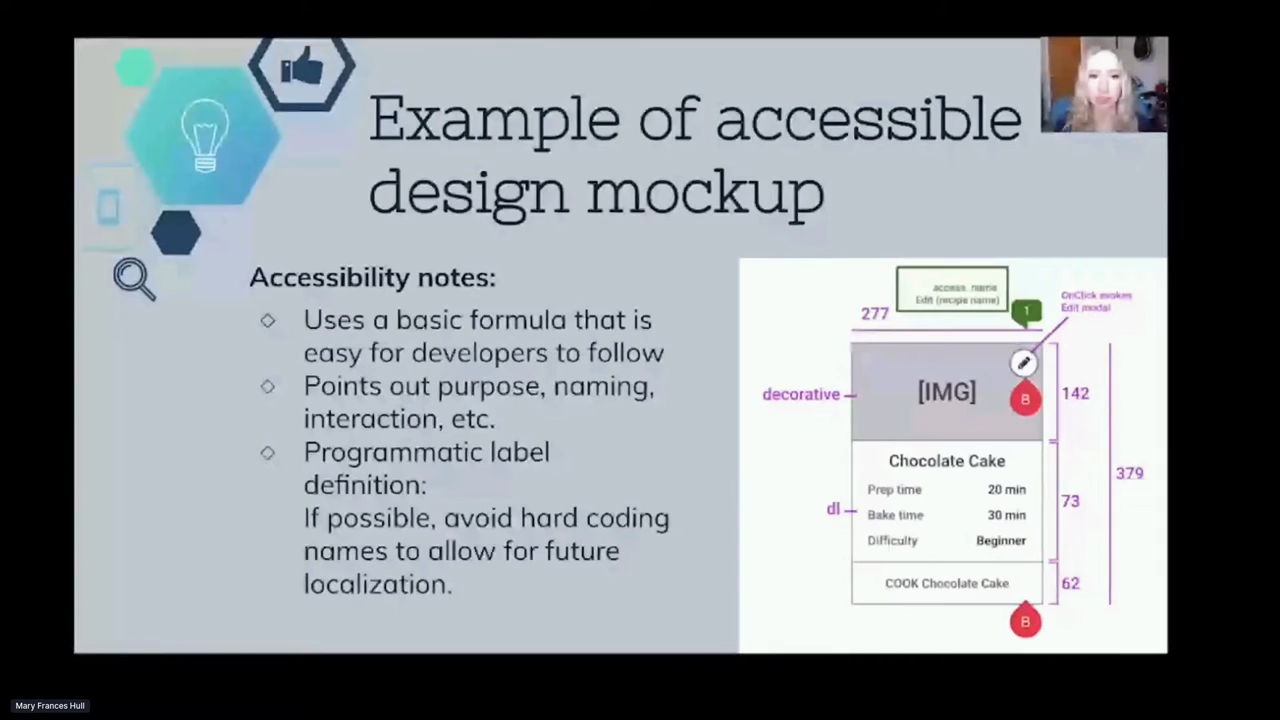 Example of accessible
design mockup
Accessibility notes:
Uses a basic formula that is
easy for developers to follow
Points out purpose, naming,
interaction, etc.
Programmatic label
definition:
If possible, avoid hard coding
names to allow for future
localization.
access. name
Edit (recipe name)
1
OnClick evokes
Edit modal
277
decorative
[IMG]
B
142
Chocolate Cake
379
Prep time 20 min
dl
Bake time 30 min
73
Difficulty Beginner
COOK Chocolate Cake
62
B
Mary Frances Hull